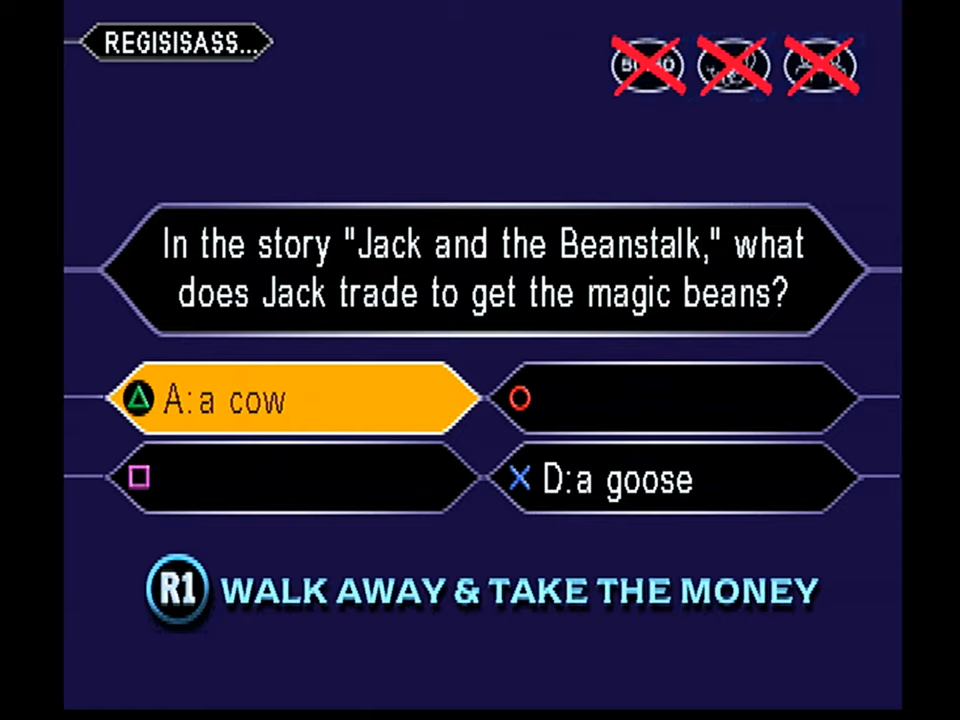 REGISISASS...
In the story "Jack and the Beanstalk," what
does Jack trade to get the magic beans?
A: a cow
D: a goose
R1 WALK AWAY & TAKE THE MONEY